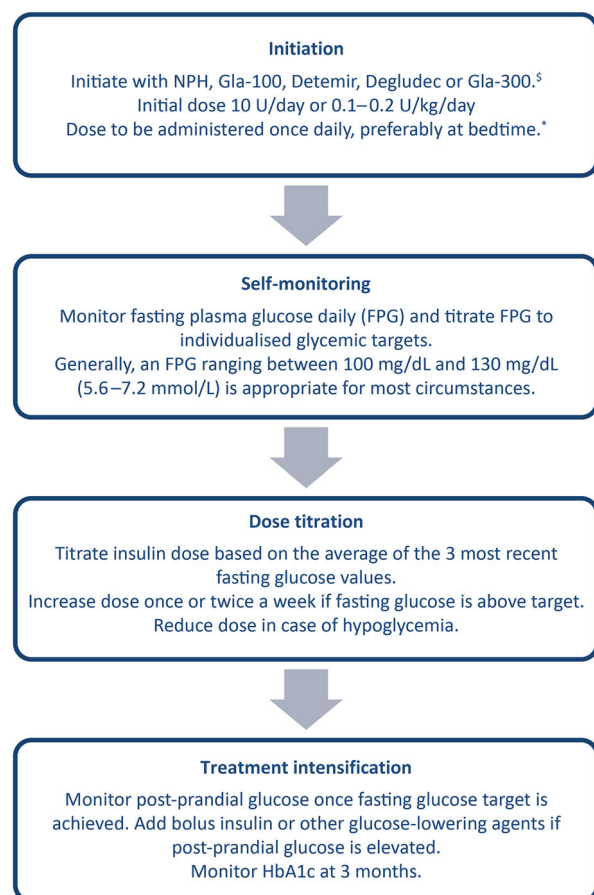 Initiation
Initiate with NPH, Gla-100, Detemir, Degludec or Gla-300.$
Initial dose 10 U/day or 0.1–0.2 U/kg/day
Dose to be administered once daily, preferably at bedtime.*
Self-monitoring
Monitor fasting plasma glucose daily (FPG) and titrate FPG to
individualised glycemic targets.
Generally, an FPG ranging between 100 mg/dL and 130 mg/dL
(5.6–7.2 mmol/L) is appropriate for most circumstances.
Dose titration
Titrate insulin dose based on the average of the 3 most recent
fasting glucose values.
Increase dose once or twice a week if fasting glucose is above target.
Reduce dose in case of hypoglycemia.
Treatment intensification
Monitor post-prandial glucose once fasting glucose target is
achieved. Add bolus insulin or other glucose-lowering agents if
post-prandial glucose is elevated.
Monitor HbA1c at 3 months.